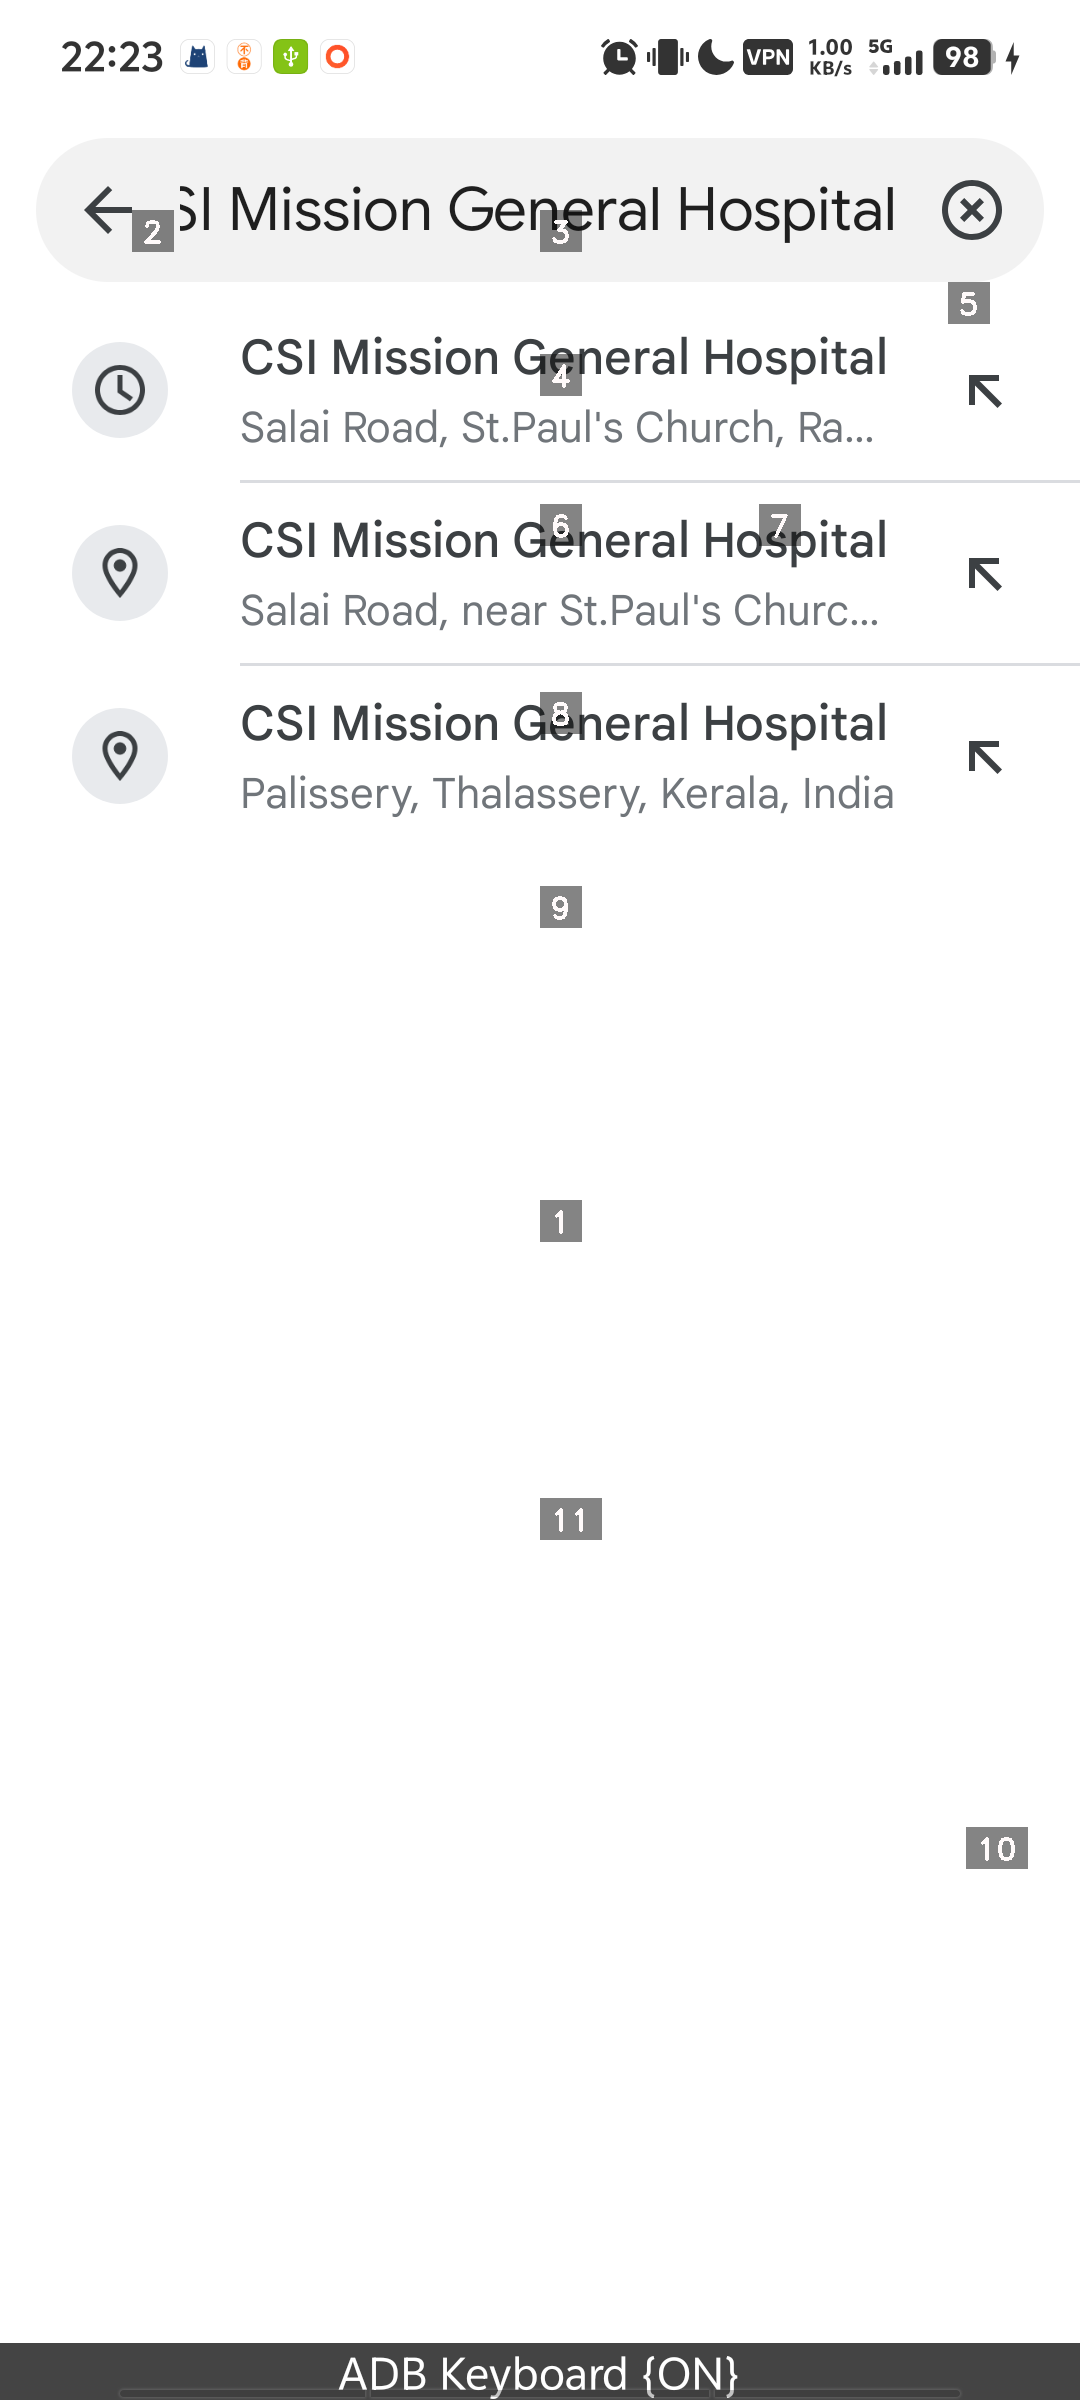 22:23
VPN
1.00 KB/s
5G
98
SI Mission General Hospital
2
3
5
CSI Mission General Hospital
4
Salai Road, St.Paul's Church, Ra...
6
7
CSI Mission General Hospital
Salai Road, near St.Paul's Churc...
8
CSI Mission General Hospital
Palissery, Thalassery, Kerala, India
9
1
11
10
ADB Keyboard {ON}